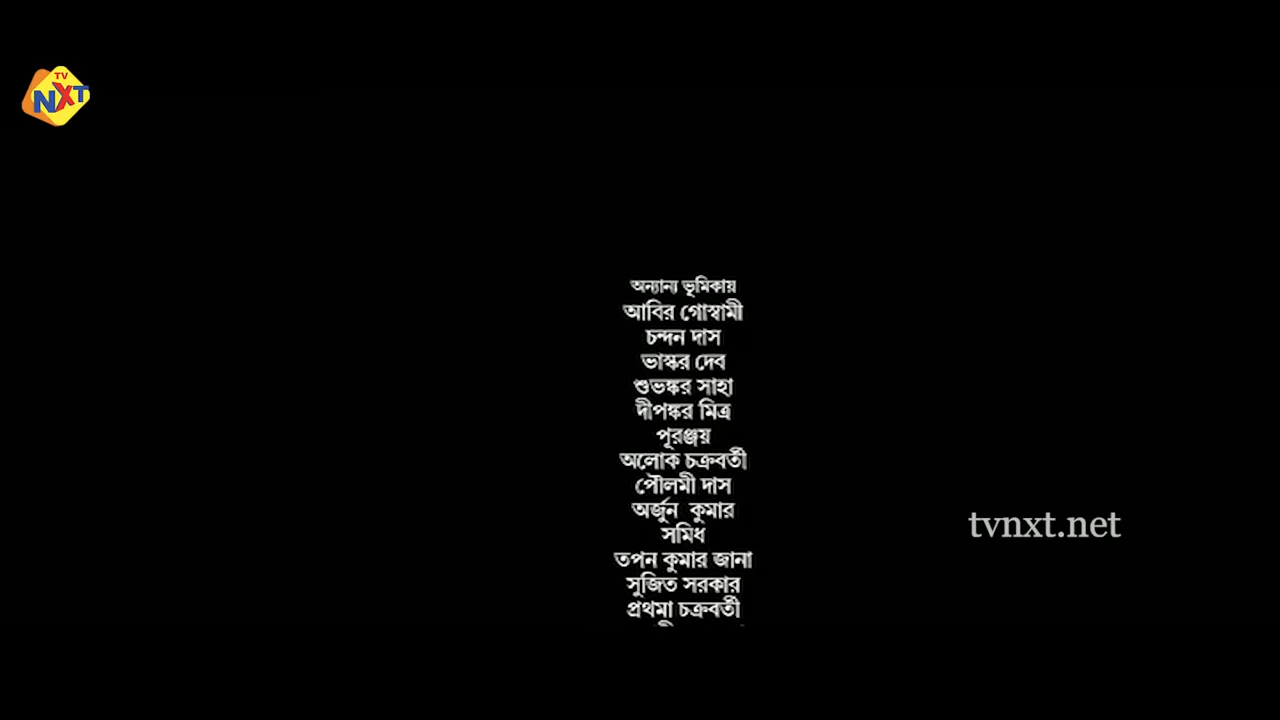 TV
NXT
অন্যান্য ভূমিকায়
আবির গোস্বামী
চন্দন দাস
ভাস্কর দেব
শুভঙ্কর সাহা
দীপঙ্কর মিত্র
পূরঞ্জয়
অলোক চক্রবর্তী
পৌলমী দাস
অর্জুন কুমার
tvnxt.net
সমিধ
তপন কুমার জানা
সুজিত সরকার
প্রথমা চক্রবর্তী